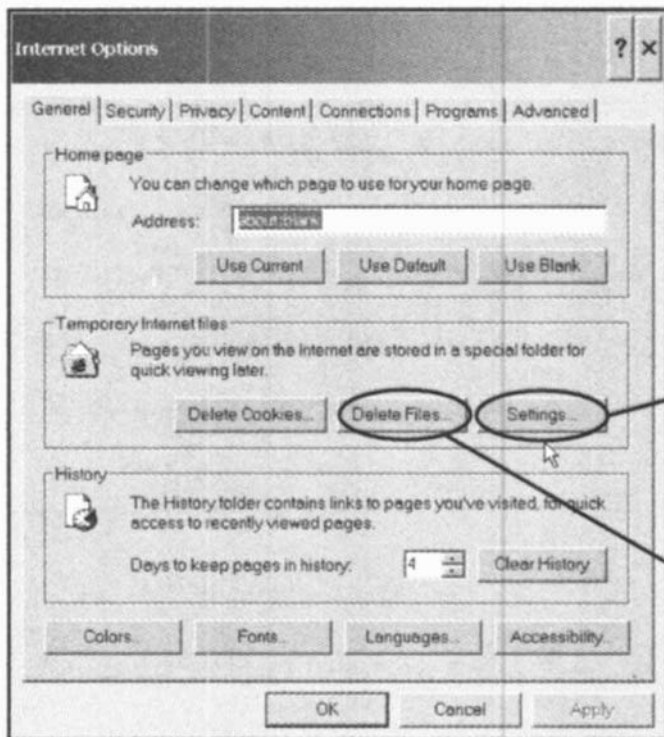 Internet Options
? ×
General Security Privacy Content Connections Programs Advanced
Home page
You can change which page to use for your home page.
Address: about:blank
Use Current Use Default Use Blank
Temporary Internet files
Pages you view on the Internet are stored in a special folder for
quick viewing later.
Delete Cookies... Delete Files... Settings...
History
The History folder contains links to pages you've visited, for quick
access to recently viewed pages.
Days to keep pages in history: 4 Clear History
Colors... Fonts... Languages... Accessibility...
OK Cancel Apply